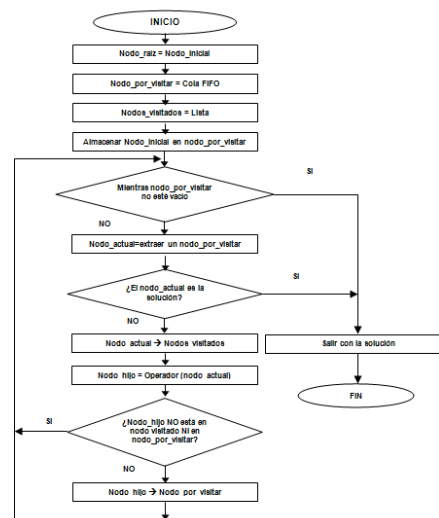 INICIO
Nodo_raiz = Nodo_Inicial
Nodo_por_visitar = Cola FIFO
Nodos_visitados = Lista
Almacenar Nodo_Inicial en nodo_por_visitar
SI
Mientras nodo_por_visitar
no esté vacío
NO
Nodo_actual=extraer un nodo_por_visitar
SI
¿El nodo_actual es la
solución?
NO
Nodo actual → Nodos visitados
Salir con la solución
Nodo hijo = Operador (nodo actual)
FIN
SI
¿Nodo_hijo NO está en
nodo visitado NI en
nodo_por_visitar?
NO
Nodo hijo → Nodo por visitar